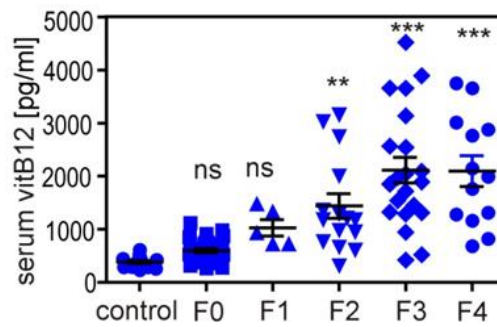 serum vitB12 [pg/ml]
5000
4000
3000
2000
1000
0
ns
ns
**
***
***
control F0 F1 F2 F3 F4